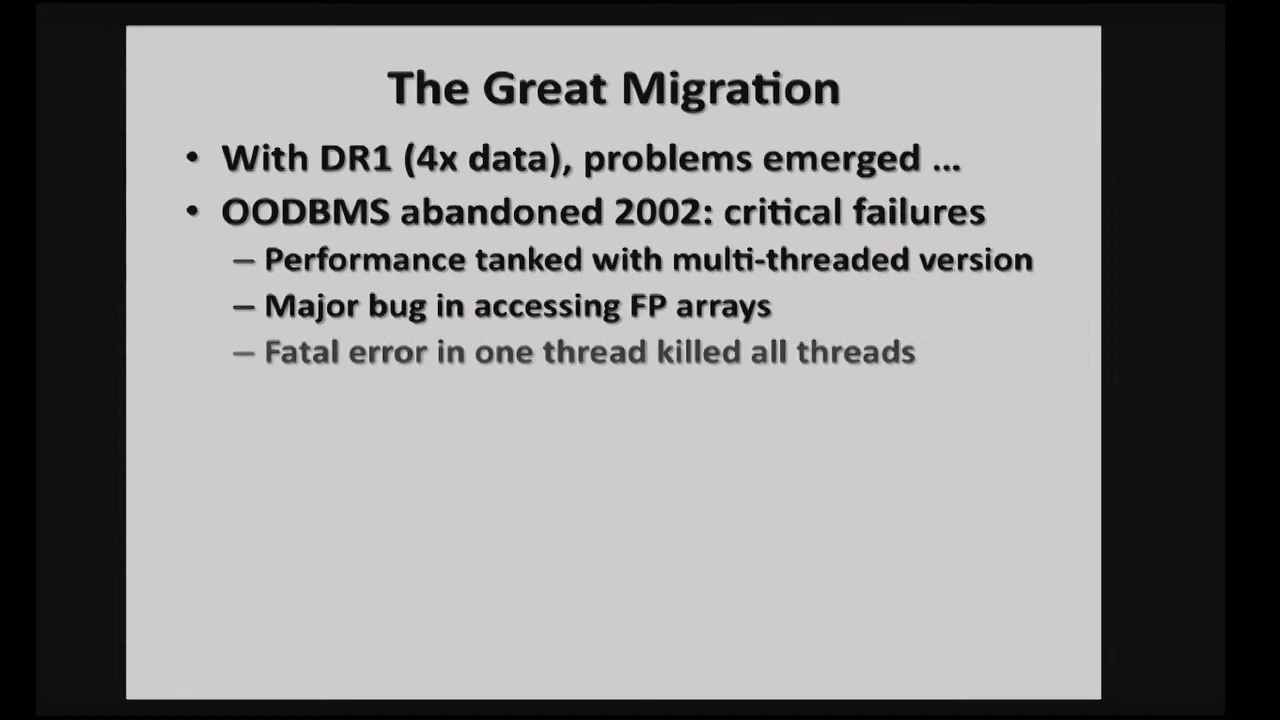 The Great Migration
• With DR1 (4x data), problems emerged …
• OODBMS abandoned 2002: critical failures
– Performance tanked with multi-threaded version
– Major bug in accessing FP arrays
– Fatal error in one thread killed all threads